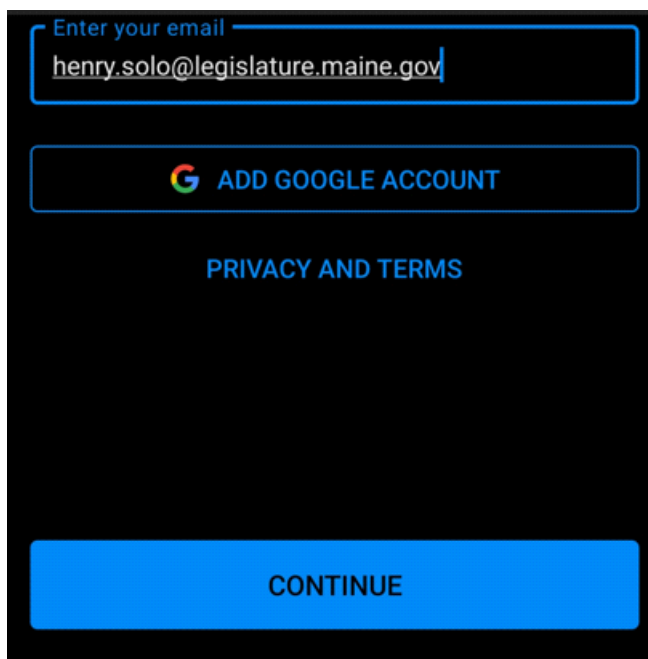 Enter your email
henry.solo@legislature.maine.gov
ADD GOOGLE ACCOUNT
PRIVACY AND TERMS
CONTINUE